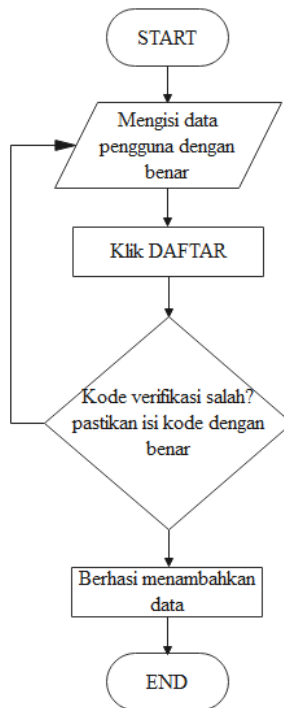 START
Mengisi data
pengguna dengan
benar
Klik DAFTAR
Kode verifikasi salah?
pastikan isi kode dengan
benar
Berhasi menambahkan
data
END